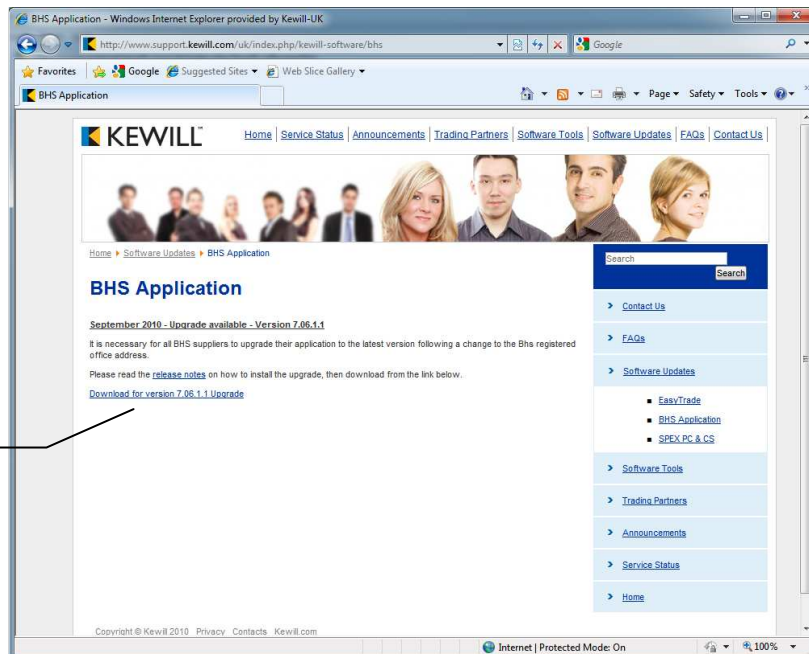 BHS Application - Windows Internet Explorer provided by Kewill-UK
http://www.support.kewill.com/uk/index.php/kewill-software/bhs
Google
Favorites Google Suggested Sites Web Slice Gallery
BHS Application
Page Safety Tools
KEWILL
Home | Service Status | Announcements | Trading Partners | Software Tools | Software Updates | FAQs | Contact Us |
Home Software Updates BHS Application
Search
Search
BHS Application
September 2010 - Upgrade available - Version 7.06.1.1
It is necessary for all BHS suppliers to upgrade their application to the latest version following a change to the Bhs registered
office address.
Please read the release notes on how to install the upgrade, then download from the link below.
Download for version 7.06.1.1 Upgrade
Contact Us
FAQs
Software Updates
EasyTrade
BHS Application
SPEX PC & CS
Software Tools
Trading Partners
Announcements
Service Status
Home
Copyright © Kewill 2010 Privacy Contacts Kewill.com
Internet | Protected Mode: On 100%